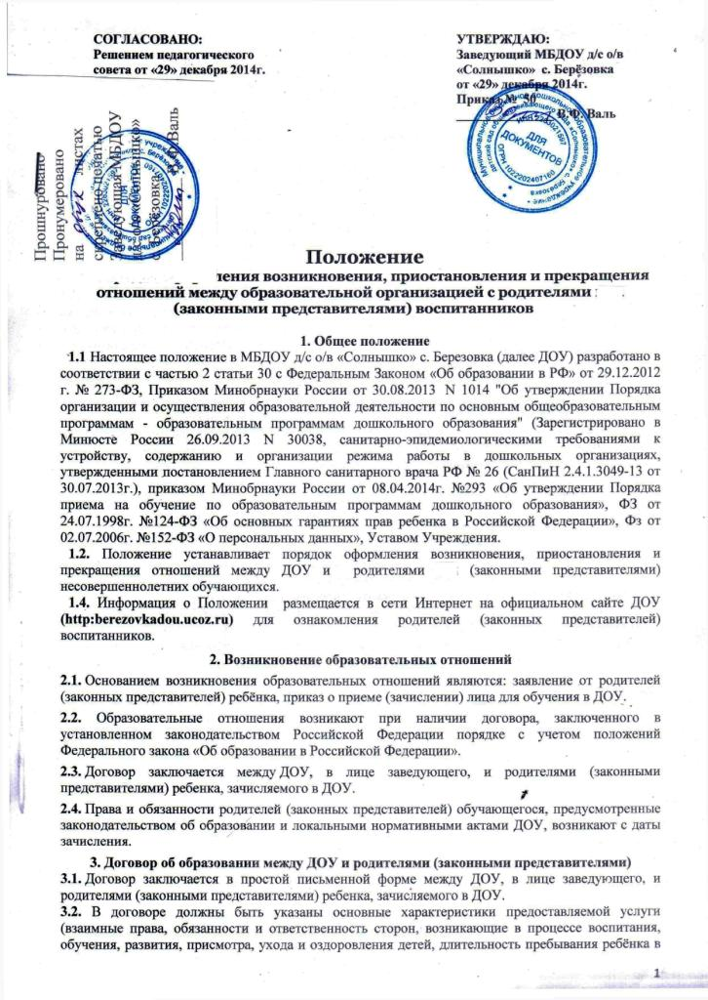 СОГЛАСОВАНО:
Решением педагогического
совета от «29» декабря 2014г.
УТВЕРЖДАЮ:
Заведующий МБДОУ д/с о/в
«Солнышко» с. Берёзовка
от «29» декабря 2014г.
Приказ № 50
В.Ф. Валь
Прошнуровано
Пронумеровано
на листах
скреплено печатью
Заведующая МБДОУ
«Солнышко»
с. Берёзовка
Валь
ДЛЯ
ДОКУМЕНТОВ
ОГРН 1022202407160
Положение
ления возникновения, приостановления и прекращения
отношений между образовательной организацией с родителями
(законными представителями) воспитанников
1. Общее положение
1.1 Настоящее положение в МБДОУ д/с о/в «Солнышко» с. Березовка (далее ДОУ) разработано в
соответствии с частью 2 статьи 30 с Федеральным Законом «Об образовании в РФ» от 29.12.2012
г. № 273-ФЗ, Приказом Минобрнауки России от 30.08.2013 N 1014 "Об утверждении Порядка
организации и осуществления образовательной деятельности по основным общеобразовательным
программам - образовательным программам дошкольного образования" (Зарегистрировано в
Минюсте России 26.09.2013 N 30038, санитарно-эпидемиологическими требованиями к
устройству, содержанию и организации режима работы в дошкольных организациях,
утвержденными постановлением Главного санитарного врача РФ № 26 (СанПиН 2.4.1.3049-13 от
30.07.2013г.), приказом Минобрнауки России от 08.04.2014г. №293 «Об утверждении Порядка
приема на обучение по образовательным программам дошкольного образования», ФЗ от
24.07.1998г. №124-ФЗ «Об основных гарантиях прав ребенка в Российской Федерации», Фз от
02.07.2006г. №152-ФЗ «О персональных данных», Уставом Учреждения.
1.2. Положение устанавливает порядок оформления возникновения, приостановления и
прекращения отношений между ДОУ и родителями (законными представителями)
несовершеннолетних обучающихся.
1.4. Информация о Положении размещается в сети Интернет на официальном сайте ДОУ
(http:berezovkadou.ucoz.ru) для ознакомления родителей (законных представителей)
воспитанников.
2. Возникновение образовательных отношений
2.1. Основанием возникновения образовательных отношений являются: заявление от родителей
(законных представителей) ребёнка, приказ о приеме (зачислении) лица для обучения в ДОУ.
2.2. Образовательные отношения возникают при наличии договора, заключенного в
установленном законодательством Российской Федерации порядке с учетом положений
Федерального закона «Об образовании в Российской Федерации».
2.3. Договор заключается между ДОУ, в лице заведующего, и родителями (законными
представителями) ребенка, зачисляемого в ДОУ.
2.4. Права и обязанности родителей (законных представителей) обучающегося, предусмотренные
законодательством об образовании и локальными нормативными актами ДОУ, возникают с даты
зачисления.
3. Договор об образовании между ДОУ и родителями (законными представителями)
3.1. Договор заключается в простой письменной форме между ДОУ, в лице заведующего, и
родителями (законными представителями) ребенка, зачисляемого в ДОУ.
3.2. В договоре должны быть указаны основные характеристики предоставляемой услуги
(взаимные права, обязанности и ответственность сторон, возникающие в процессе воспитания,
обучения, развития, присмотра, ухода и оздоровления детей, длительность пребывания ребёнка в
1